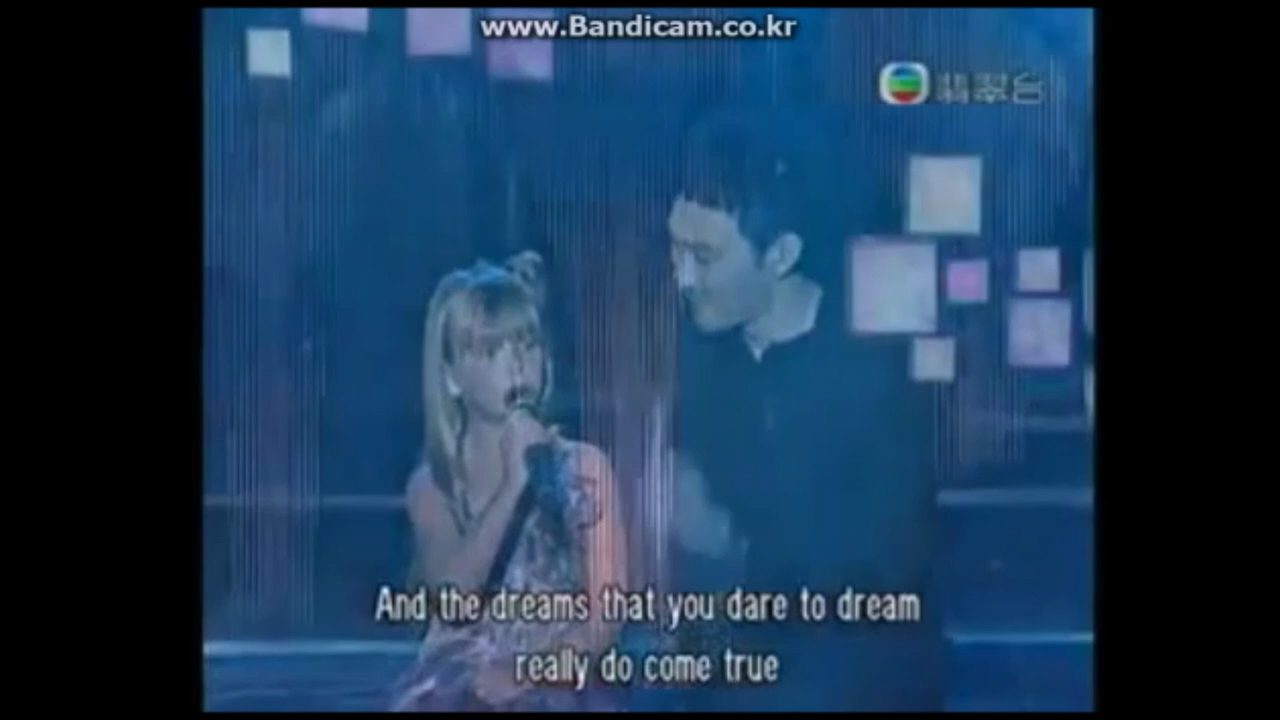 www.Bandicam.co.kr
翡翠台
And the dreams that you dare to dream
really do come true